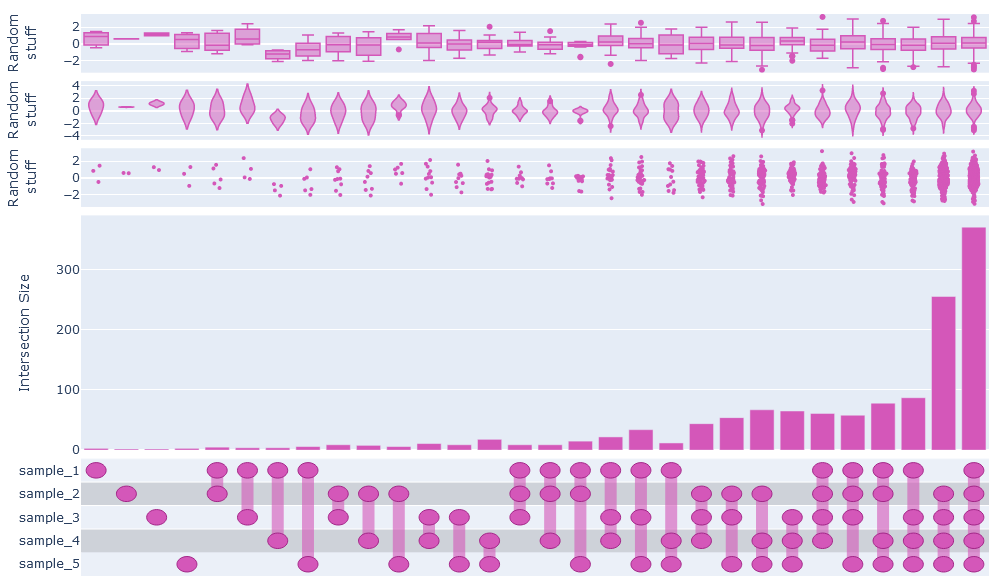 Random
stuff
2
0
−2
Random
stuff
4
2
0
−2
−4
Random
stuff
2
0
−2
Intersection Size
300
200
100
0
sample_1
sample_2
sample_3
sample_4
sample_5